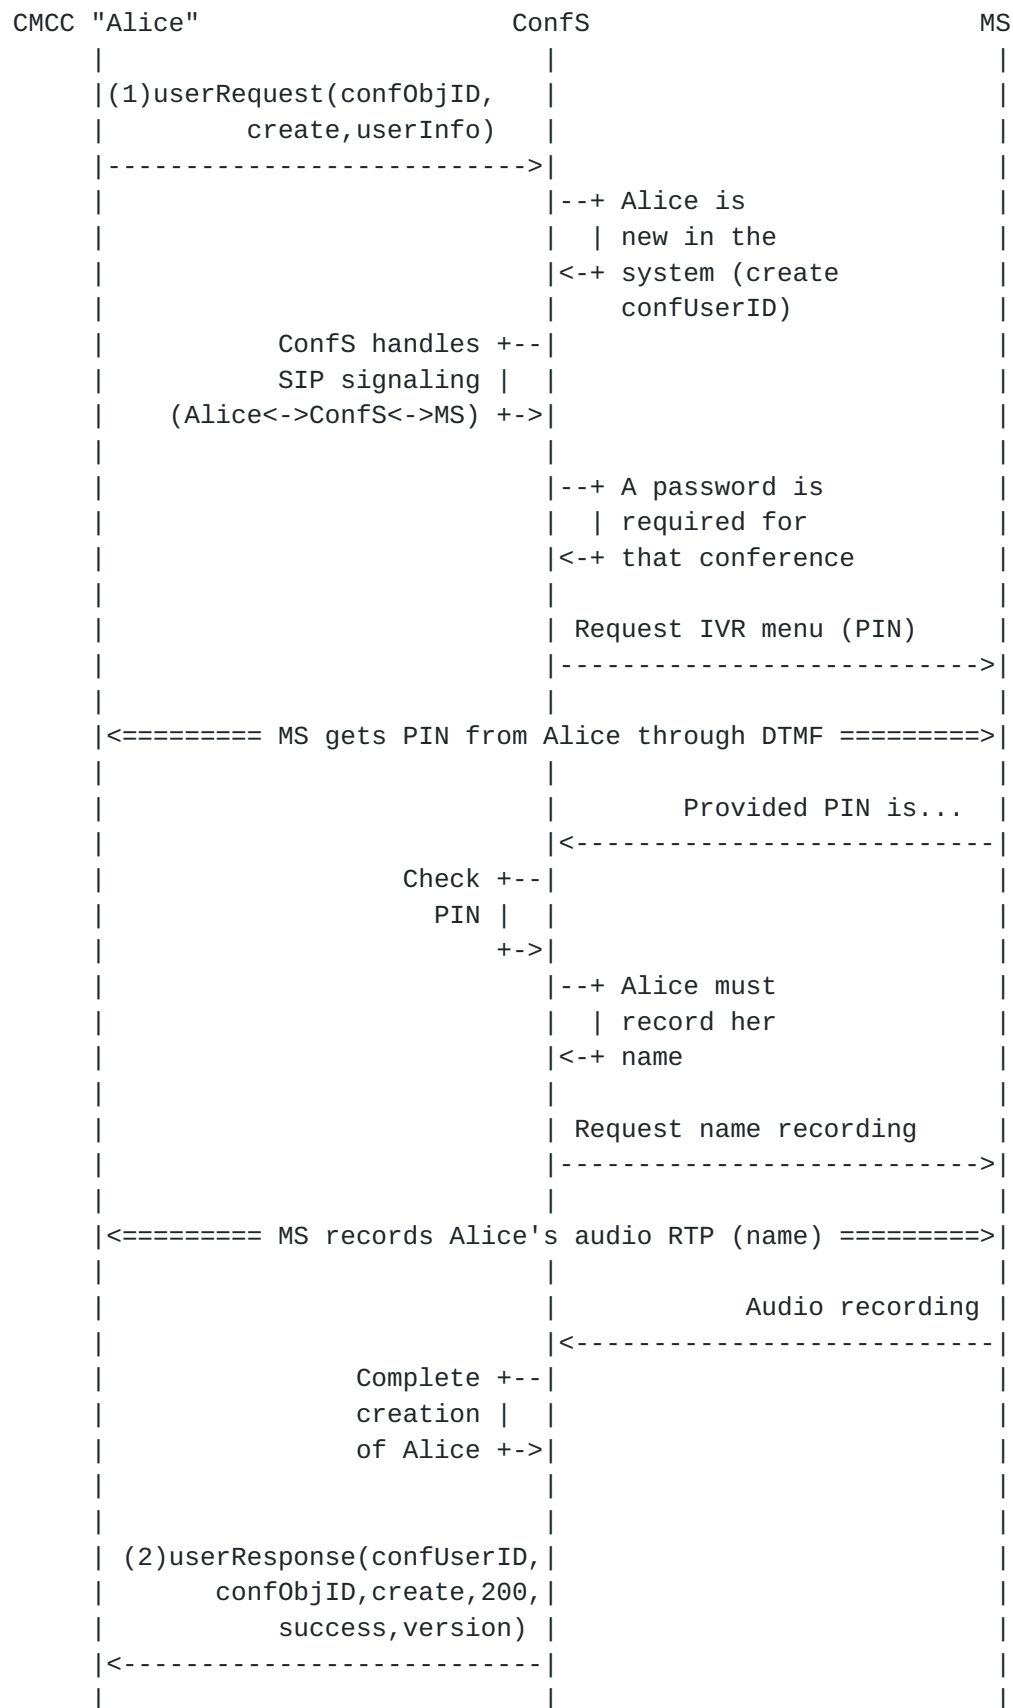 CMCC "Alice" ConfS MS
(1)userRequest(confObjID,
create,userInfo)
--+ Alice is
| new in the
<-+ system (create
confUserID)
ConfS handles +--
SIP signaling |
(Alice<->ConfS<->MS) +->
--+ A password is
| required for
<-+ that conference
Request IVR menu (PIN)
<========= MS gets PIN from Alice through DTMF =========>
Provided PIN is...
Check +--
PIN |
+->
--+ Alice must
| record her
<-+ name
Request name recording
<========= MS records Alice's audio RTP (name) =========>
Audio recording
Complete +--
creation |
of Alice +->
(2)userResponse(confUserID,
confObjID,create,200,
success,version)